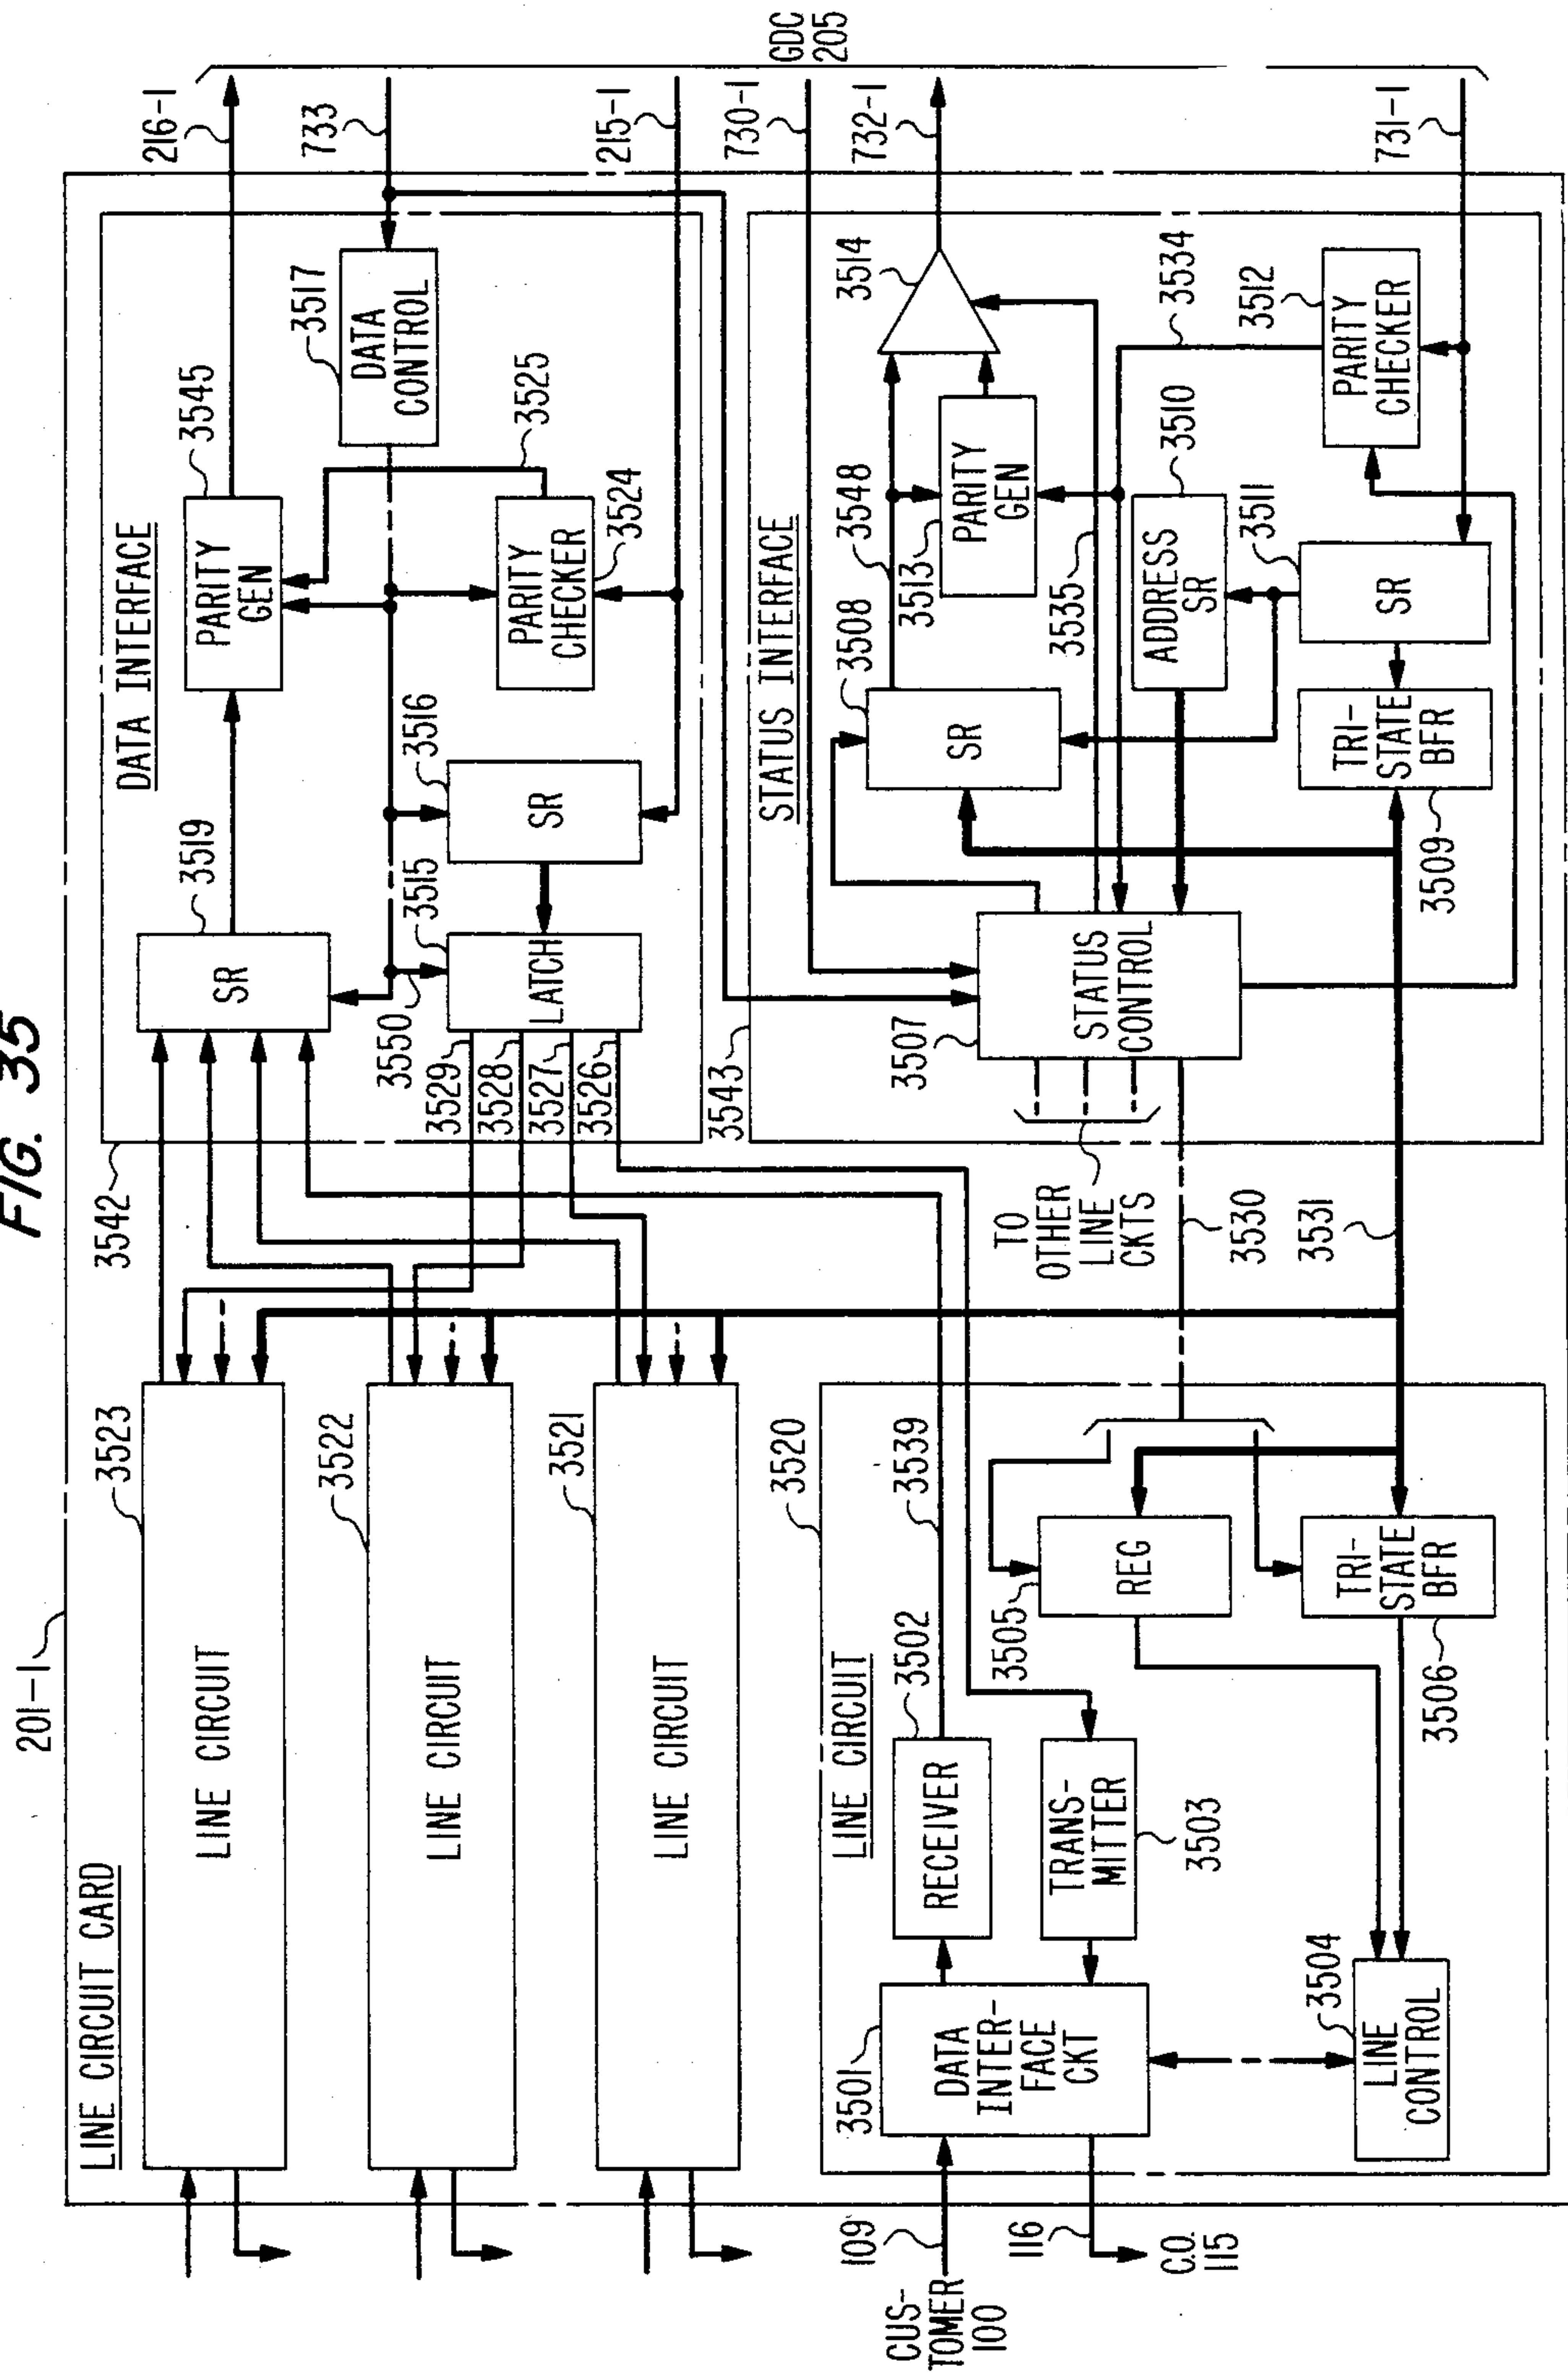 FIG. 35
201-1
LINE CIRCUIT CARD
3523
LINE CIRCUIT
3522
LINE CIRCUIT
3521
LINE CIRCUIT
3520
LINE CIRCUIT
3501
DATA
INTER-
FACE
CKT
3502
RECEIVER
3539
TRANS-
MITTER
3503
3505
REG
TRI-
STATE
BFR
3506
3504
LINE
CONTROL
CUS-
TOMER
100
109
116
C.O.
115
3542
DATA INTERFACE
3519
SR
3545
PARITY
GEN
3517
DATA
CONTROL
3525
PARITY
CHECKER
3524
3516
SR
3515
LATCH
3550
3529
3528
3527
3526
3543
STATUS INTERFACE
3507
STATUS
CONTROL
TO
OTHER
LINE
CKTS
3530
3531
3508
SR
3548
3513
PARITY
GEN
3514
3535
3534
ADDRESS
SR
3510
3511
SR
TRI-
STATE
BFR
3509
3512
PARITY
CHECKER
216-1
733
215-1
730-1
732-1
731-1
GDC
205